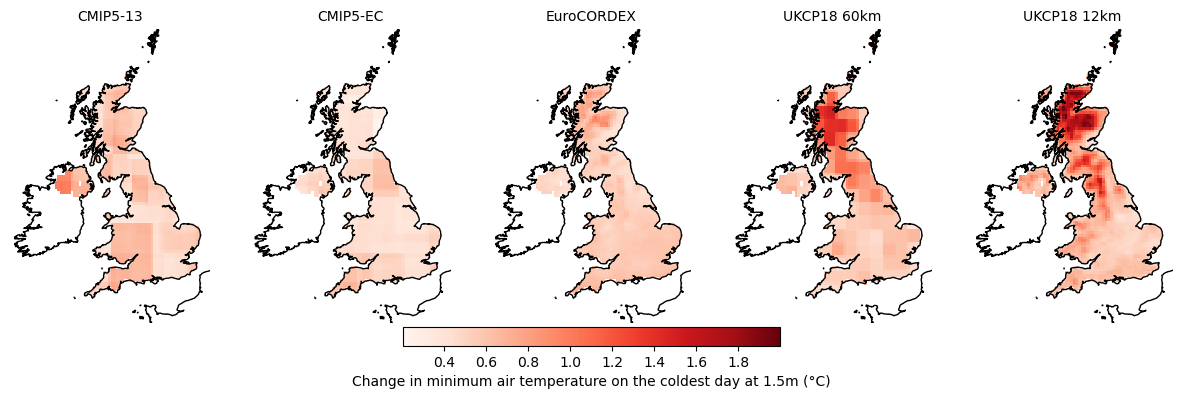 CMIP5-13
CMIP5-EC
EuroCORDEX
UKCP18 60km
UKCP18 12km
0.4 0.6 0.8 1.0 1.2 1.4 1.6 1.8
Change in minimum air temperature on the coldest day at 1.5m (°C)